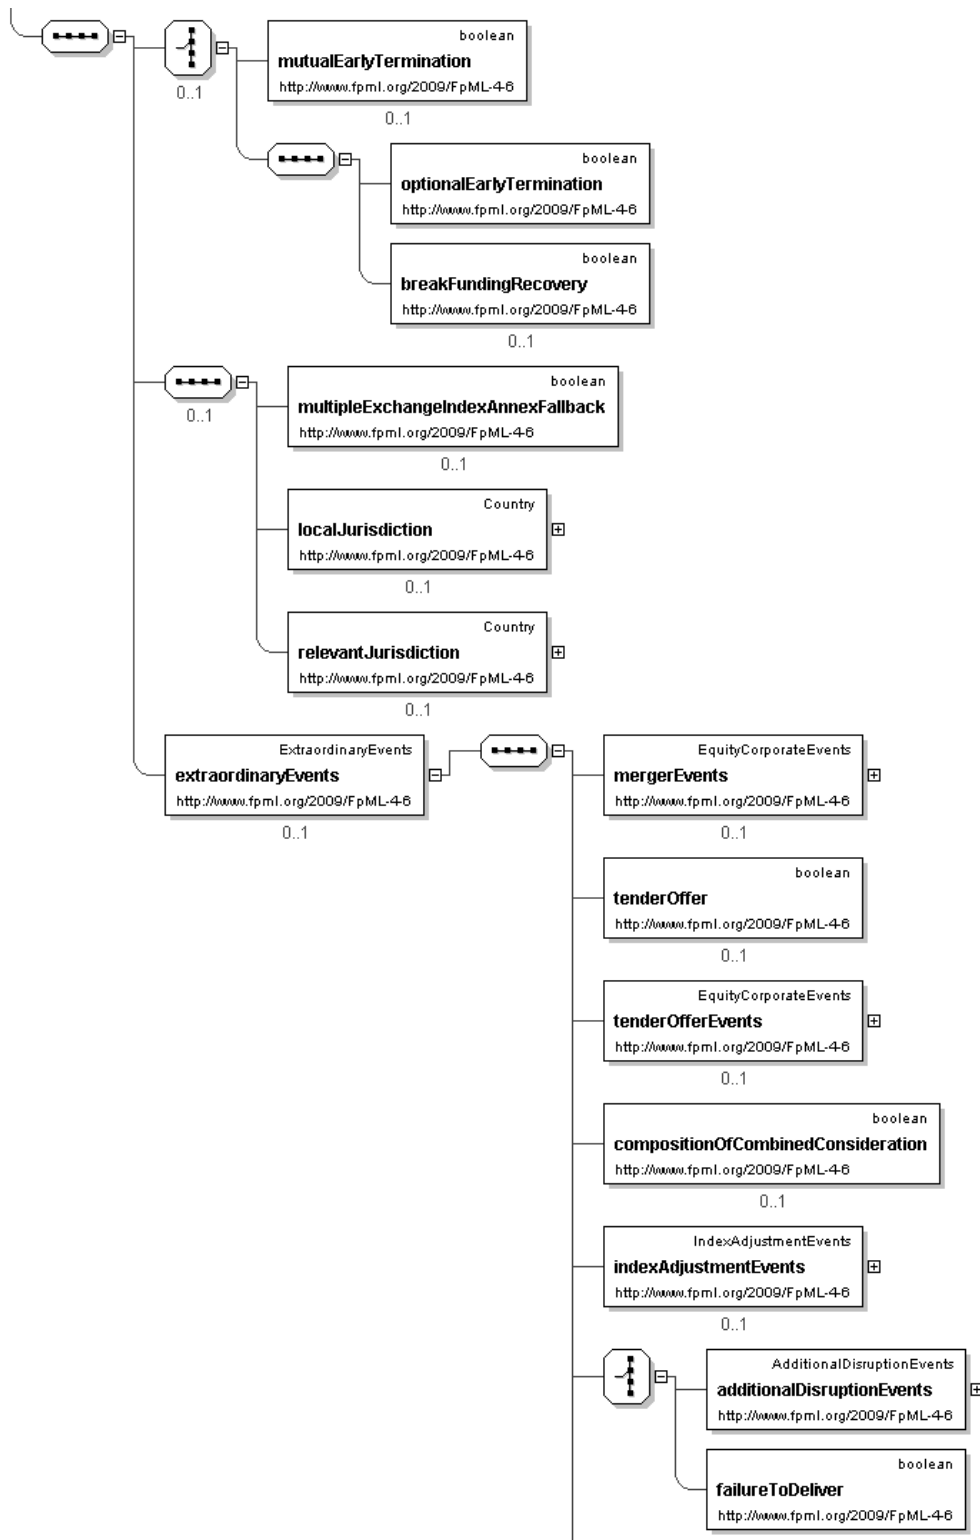 boolean
mutualEarlyTermination
http://www.fpml.org/2009/FpML-4-6
0..1
0..1
boolean
optionalEarlyTermination
http://www.fpml.org/2009/FpML-4-6
boolean
breakFundingRecovery
http://www.fpml.org/2009/FpML-4-6
0..1
boolean
multipleExchangeIndexAnnexFallback
http://www.fpml.org/2009/FpML-4-6
0..1
0..1
Country
localJurisdiction
http://www.fpml.org/2009/FpML-4-6
0..1
Country
relevantJurisdiction
http://www.fpml.org/2009/FpML-4-6
0..1
ExtraordinaryEvents
extraordinaryEvents
http://www.fpml.org/2009/FpML-4-6
0..1
EquityCorporateEvents
mergerEvents
http://www.fpml.org/2009/FpML-4-6
0..1
boolean
tenderOffer
http://www.fpml.org/2009/FpML-4-6
0..1
EquityCorporateEvents
tenderOfferEvents
http://www.fpml.org/2009/FpML-4-6
0..1
boolean
compositionOfCombinedConsideration
http://www.fpml.org/2009/FpML-4-6
0..1
IndexAdjustmentEvents
indexAdjustmentEvents
http://www.fpml.org/2009/FpML-4-6
0..1
AdditionalDisruptionEvents
additionalDisruptionEvents
http://www.fpml.org/2009/FpML-4-6
boolean
failureToDeliver
http://www.fpml.org/2009/FpML-4-6